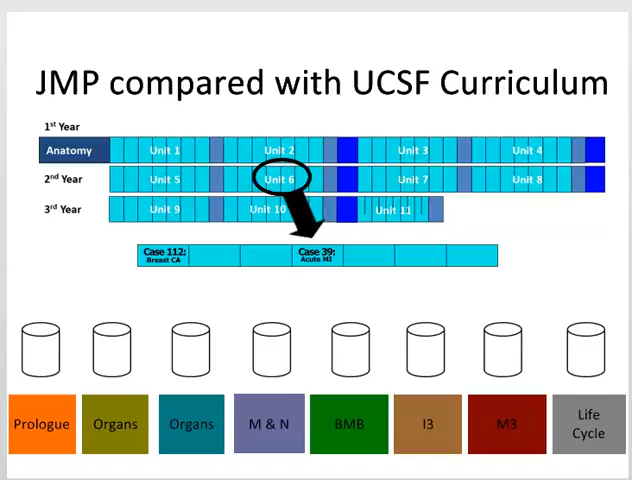 JMP compared with UCSF Curriculum
1st Year
Anatomy Unit 1 Unit 2 Unit 3 Unit 4
2nd Year Unit 5 Unit 6 Unit 7 Unit 8
3rd Year Unit 9 Unit 10 Unit 11
Case 112: Case 39:
Breast CA Acute MI
Prologue Organs Organs M & N BMB I3 M3 Life
Cycle